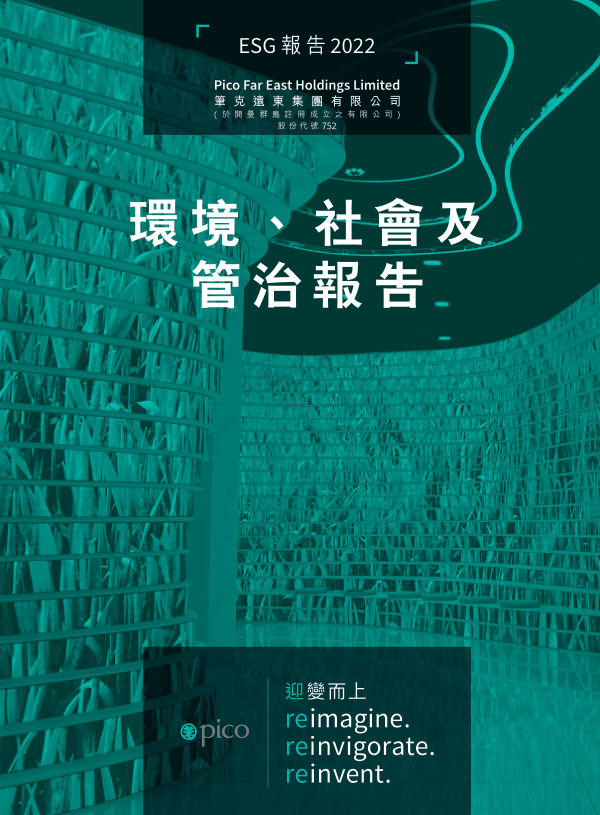 ESG 報告 2022
Pico Far East Holdings Limited
筆克遠東集團有限公司
(於開曼群島註冊成立之有限公司)
股份代號 752
環境、社會及
管治報告
pico
迎變而上
reimagine.
reinvigorate.
reinvent.